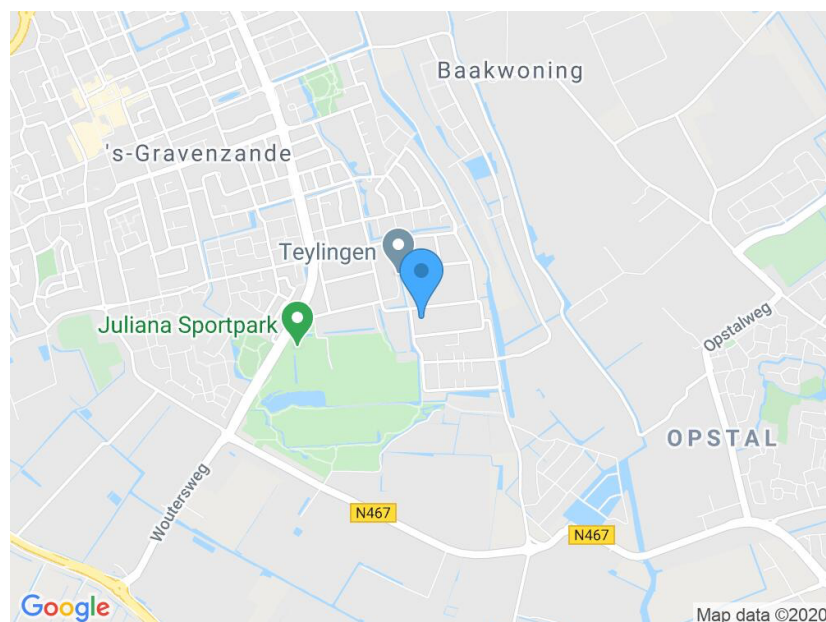 Baakwoning
's-Gravenzande
Teylingen
Juliana Sportpark
Opstalweg
OPSTAL
Woutersweg
N467
N467
Google
Map data ©2020